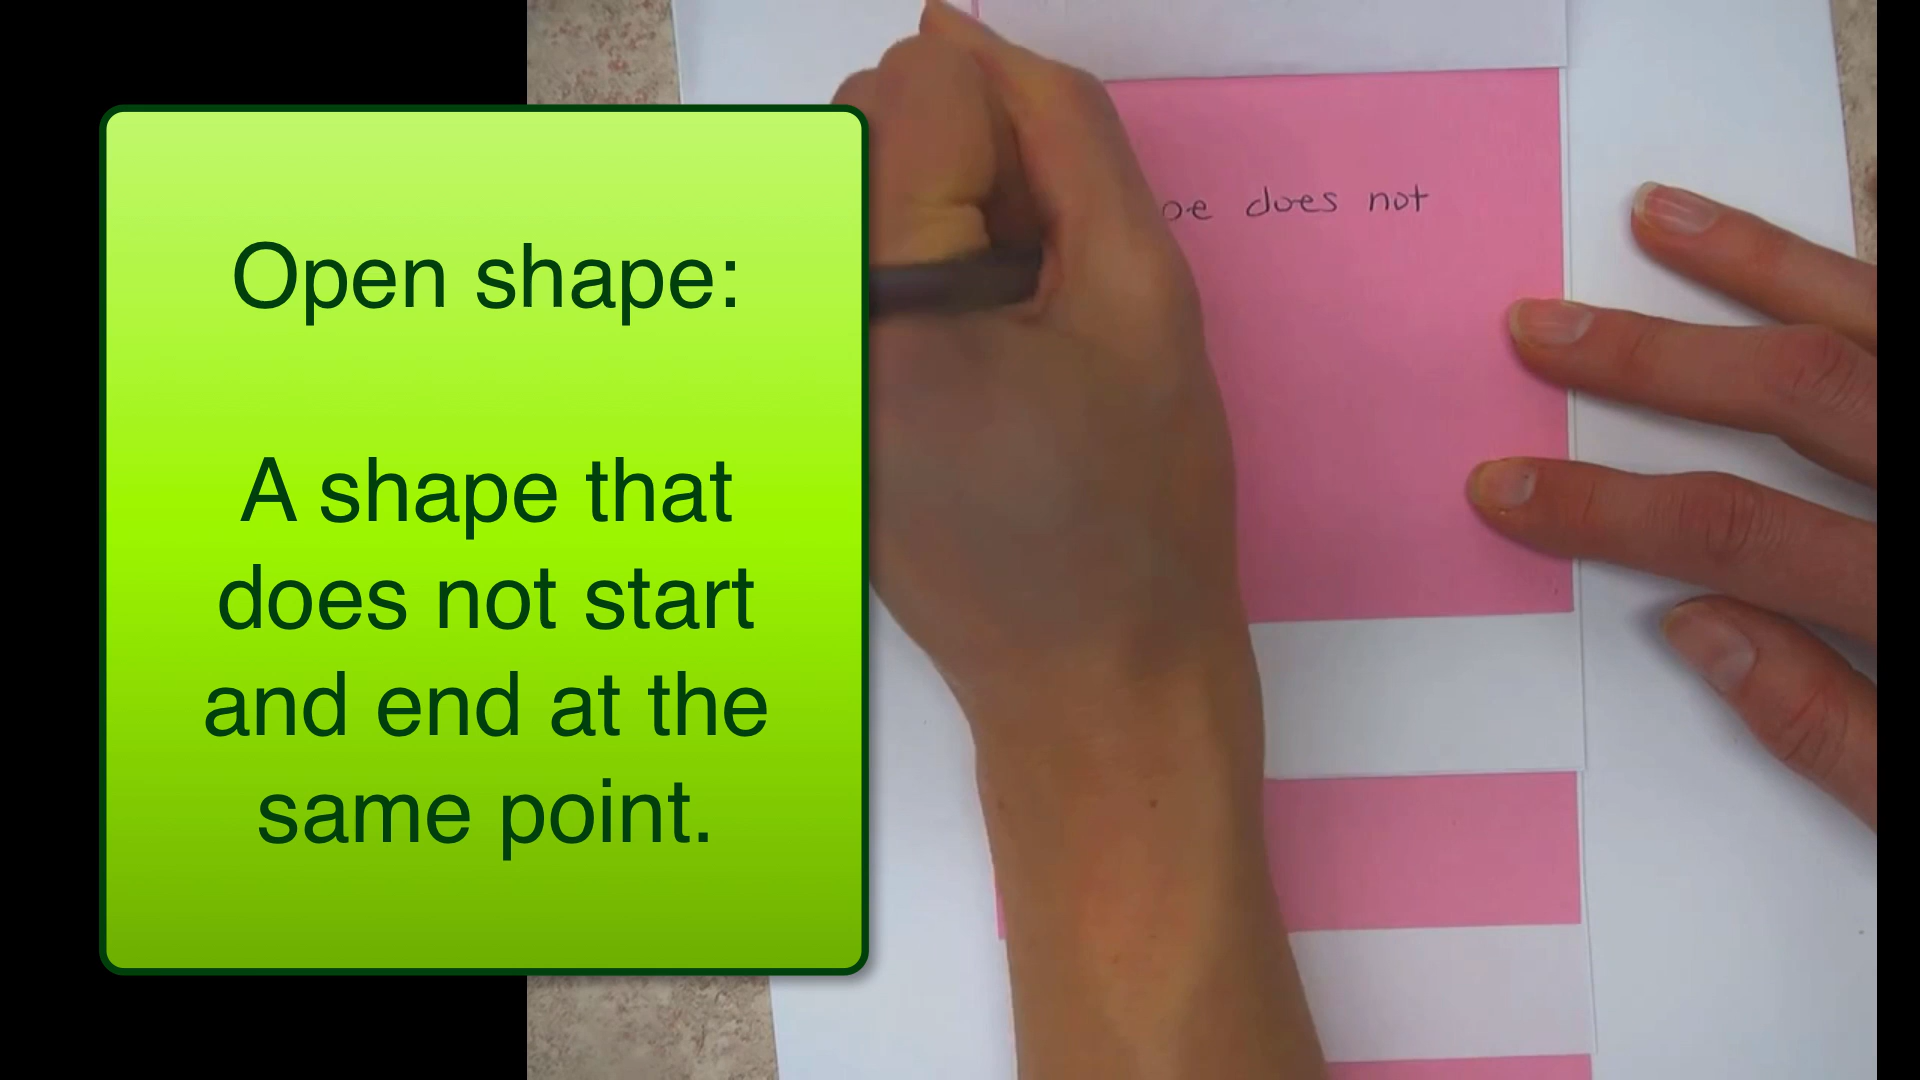 Open shape:
A shape that
does not start
and end at the
same point.
does not